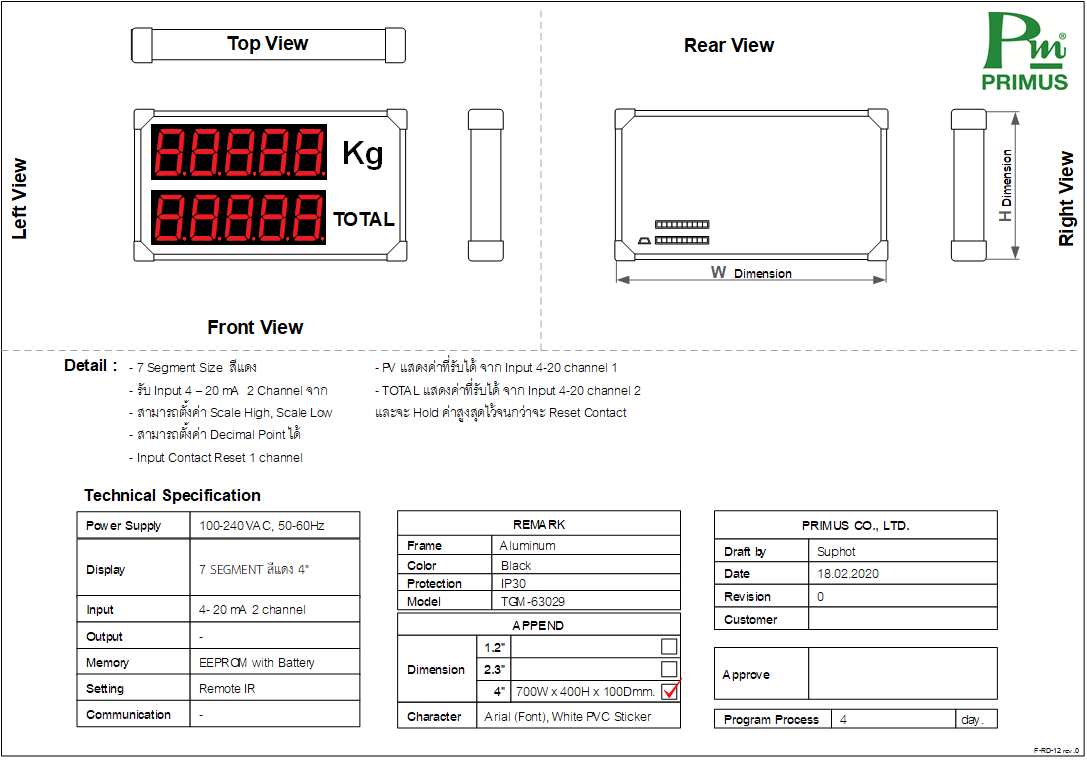 Top View
Rear View
Pm®
PRIMUS
Left View
88888 Kg
88888 TOTAL
H Dimension
Right View
W Dimension
Front View
Detail :
- 7 Segment Size สีแดง
- รับ Input 4 – 20 mA 2 Channel จาก
- สามารถตั้งค่า Scale High, Scale Low
- สามารถตั้งค่า Decimal Point ได้
- Input Contact Reset 1 channel
- PV แสดงค่าที่รับได้ จาก Input 4-20 channel 1
- TOTAL แสดงค่าที่รับได้ จาก Input 4-20 channel 2
และจะ Hold ค่าสูงสุดไว้จนกว่าจะ Reset Contact
Technical Specification
Power Supply 100-240 VAC, 50-60Hz
Display 7 SEGMENT สีแดง 4"
Input 4- 20 mA 2 channel
Output -
Memory EEPROM with Battery
Setting Remote IR
Communication -
REMARK
Frame Aluminum
Color Black
Protection IP30
Model TGM-63029
APPEND
Dimension
1.2"
2.3"
4" 700W x 400H x 100Dmm.
Character Arial (Font), White PVC Sticker
PRIMUS CO., LTD.
Draft by Suphot
Date 18.02.2020
Revision 0
Customer
Approve
Program Process 4 day.
F-RD-12 rev.0